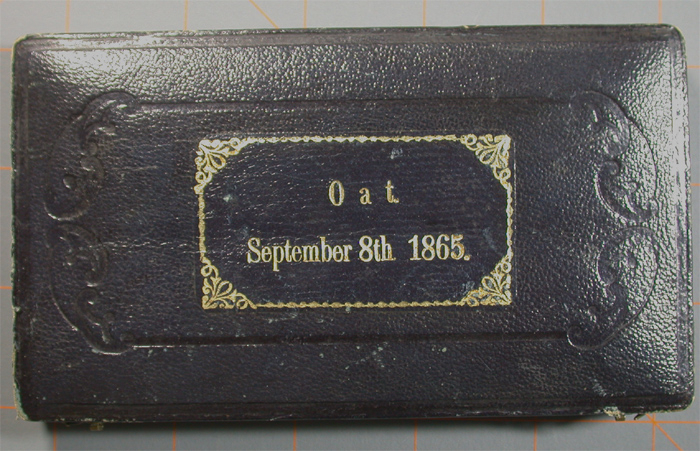 O a t.
September 8th 1865.